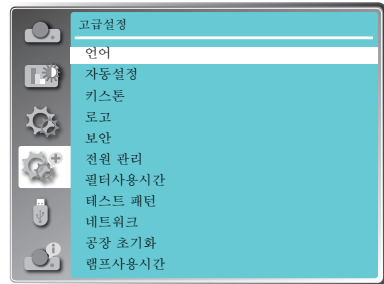 고급설정
언어
자동설정
키스톤
로고
보안
전원 관리
필터사용시간
테스트 패턴
네트워크
공장 초기화
램프사용시간